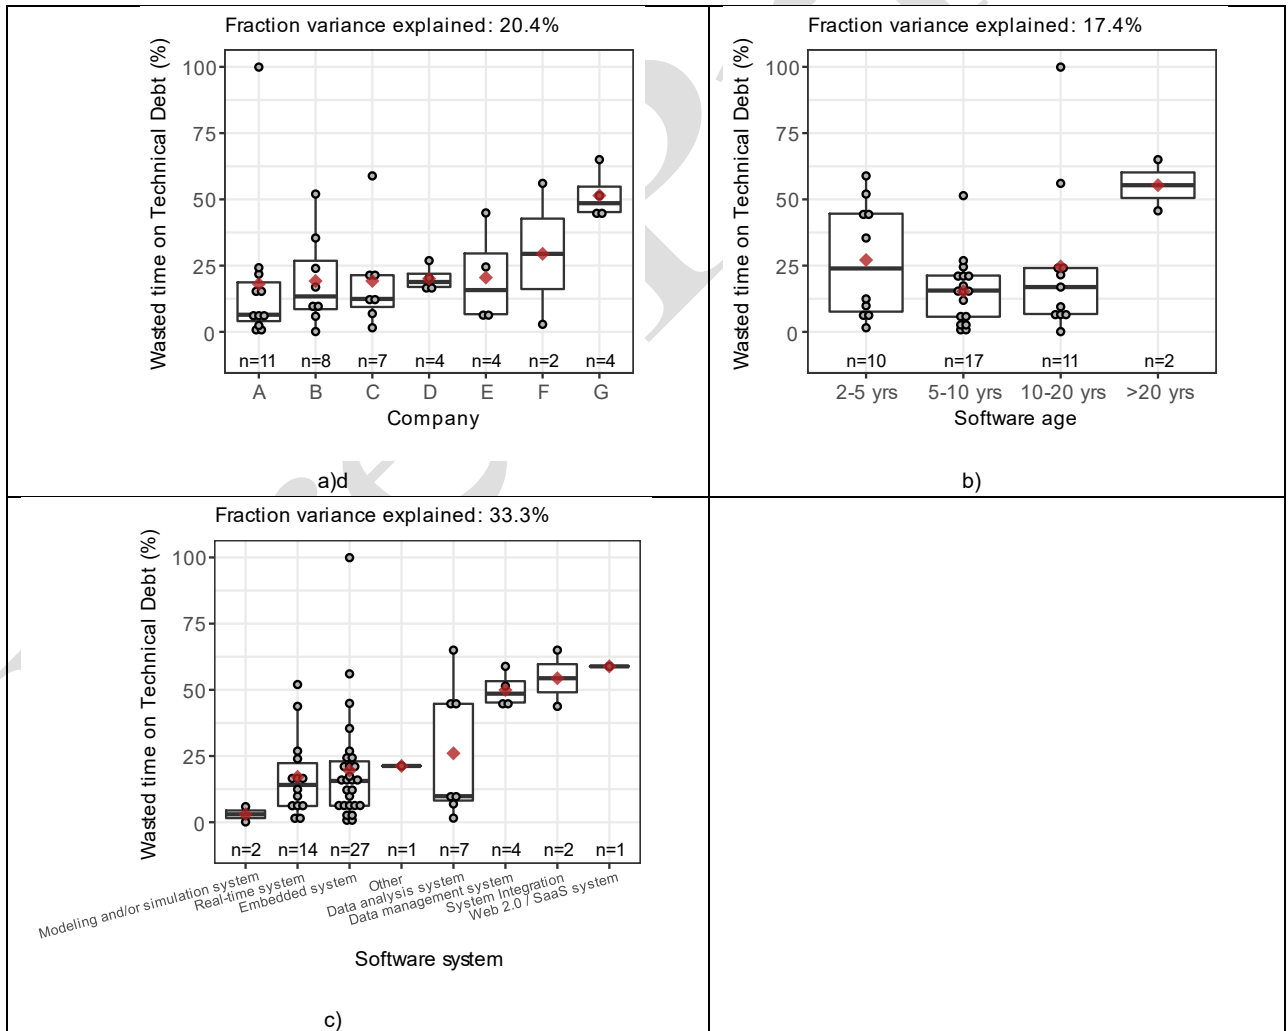 Fraction variance explained: 20.4%
Wasted time on Technical Debt (%)
100
75
50
25
0
n=11 n=8 n=7 n=4 n=4 n=2 n=4
A B C D E F G
Company
a)d
Fraction variance explained: 17.4%
Wasted time on Technical Debt (%)
100
75
50
25
0
n=10 n=17 n=11 n=2
2-5 yrs 5-10 yrs 10-20 yrs >20 yrs
Software age
b)
Fraction variance explained: 33.3%
Wasted time on Technical Debt (%)
100
75
50
25
0
n=2 n=14 n=27 n=1 n=7 n=4 n=2 n=1
Modeling and/or simulation system
Real-time system
Embedded system
Other
Data analysis system
Data management system
System Integration
Web 2.0 / SaaS system
Software system
c)